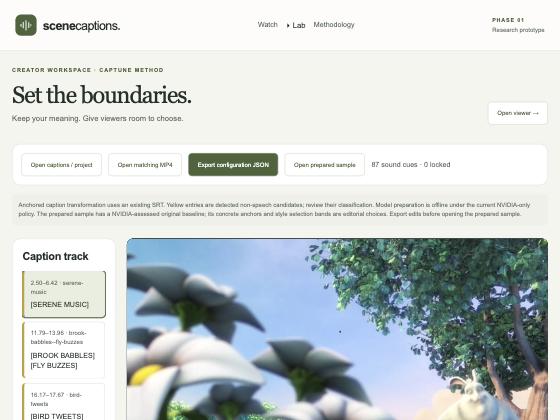 scenecaptions.
Watch
Lab
Methodology
PHASE 01
Research prototype
CREATOR WORKSPACE · CAPTUNE METHOD
Set the boundaries.
Keep your meaning. Give viewers room to choose.
Open viewer →
Open captions / project
Open matching MP4
Export configuration JSON
Open prepared sample
87 sound cues · 0 locked
Anchored caption transformation uses an existing SRT. Yellow entries are detected non-speech candidates; review their classification. Model preparation is offline under the current NVIDIA-only
policy. The prepared sample has a NVIDIA-assessed original baseline; its concrete anchors and style selection bands are editorial choices. Export edits before opening the prepared sample.
Caption track
2.50–6.42 · serene-
music
[SERENE MUSIC]
11.79–13.96 · brook-
babbles–fly-buzzes
[BROOK BABBLES]
[FLY BUZZES]
16.17–17.67 · bird-
tweets
[BIRD TWEETS]